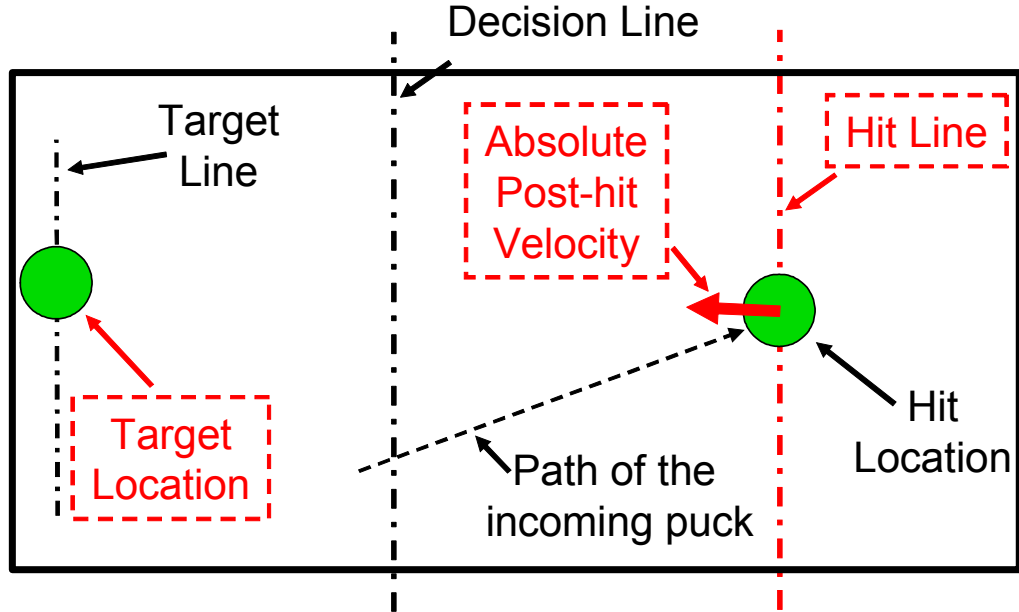 Decision Line
Target
Line
Absolute
Post-hit
Velocity
Hit Line
Target
Location
Path of the
incoming puck
Hit
Location